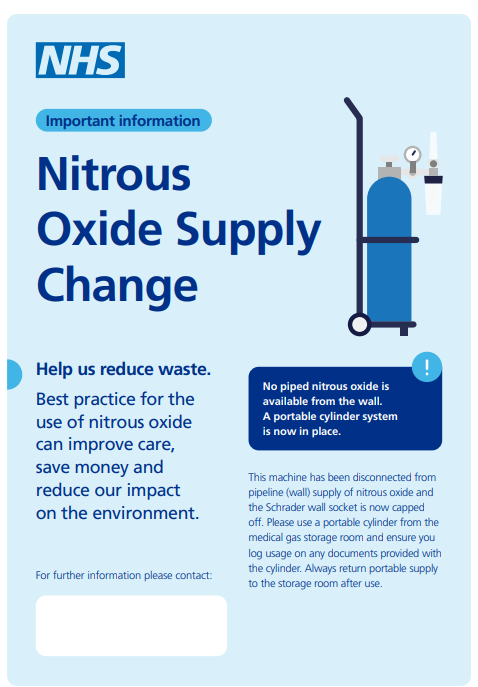 NHS
Important information
Nitrous
Oxide Supply
Change
Help us reduce waste.
Best practice for the
use of nitrous oxide
can improve care,
save money and
reduce our impact
on the environment.
For further information please contact:
!
No piped nitrous oxide is
available from the wall.
A portable cylinder system
is now in place.
This machine has been disconnected from
pipeline (wall) supply of nitrous oxide and
the Schrader wall socket is now capped
off. Please use a portable cylinder from the
medical gas storage room and ensure you
log usage on any documents provided with
the cylinder. Always return portable supply
to the storage room after use.